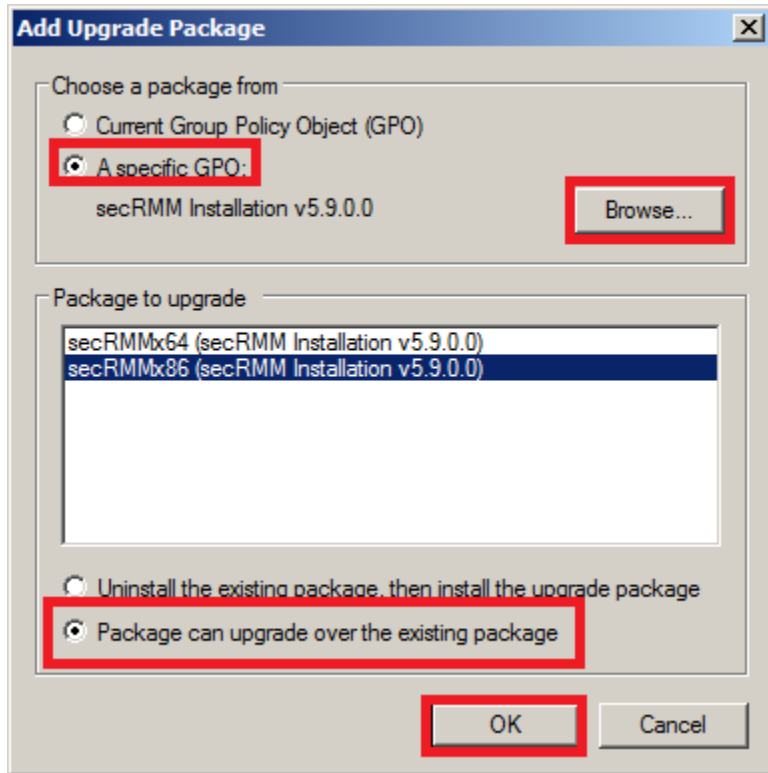 Add Upgrade Package
Choose a package from
Current Group Policy Object (GPO)
A specific GPO:
secRMM Installation v5.9.0.0
Browse...
Package to upgrade
secRMMx64 (secRMM Installation v5.9.0.0)
secRMMx86 (secRMM Installation v5.9.0.0)
Uninstall the existing package, then install the upgrade package
Package can upgrade over the existing package
OK
Cancel